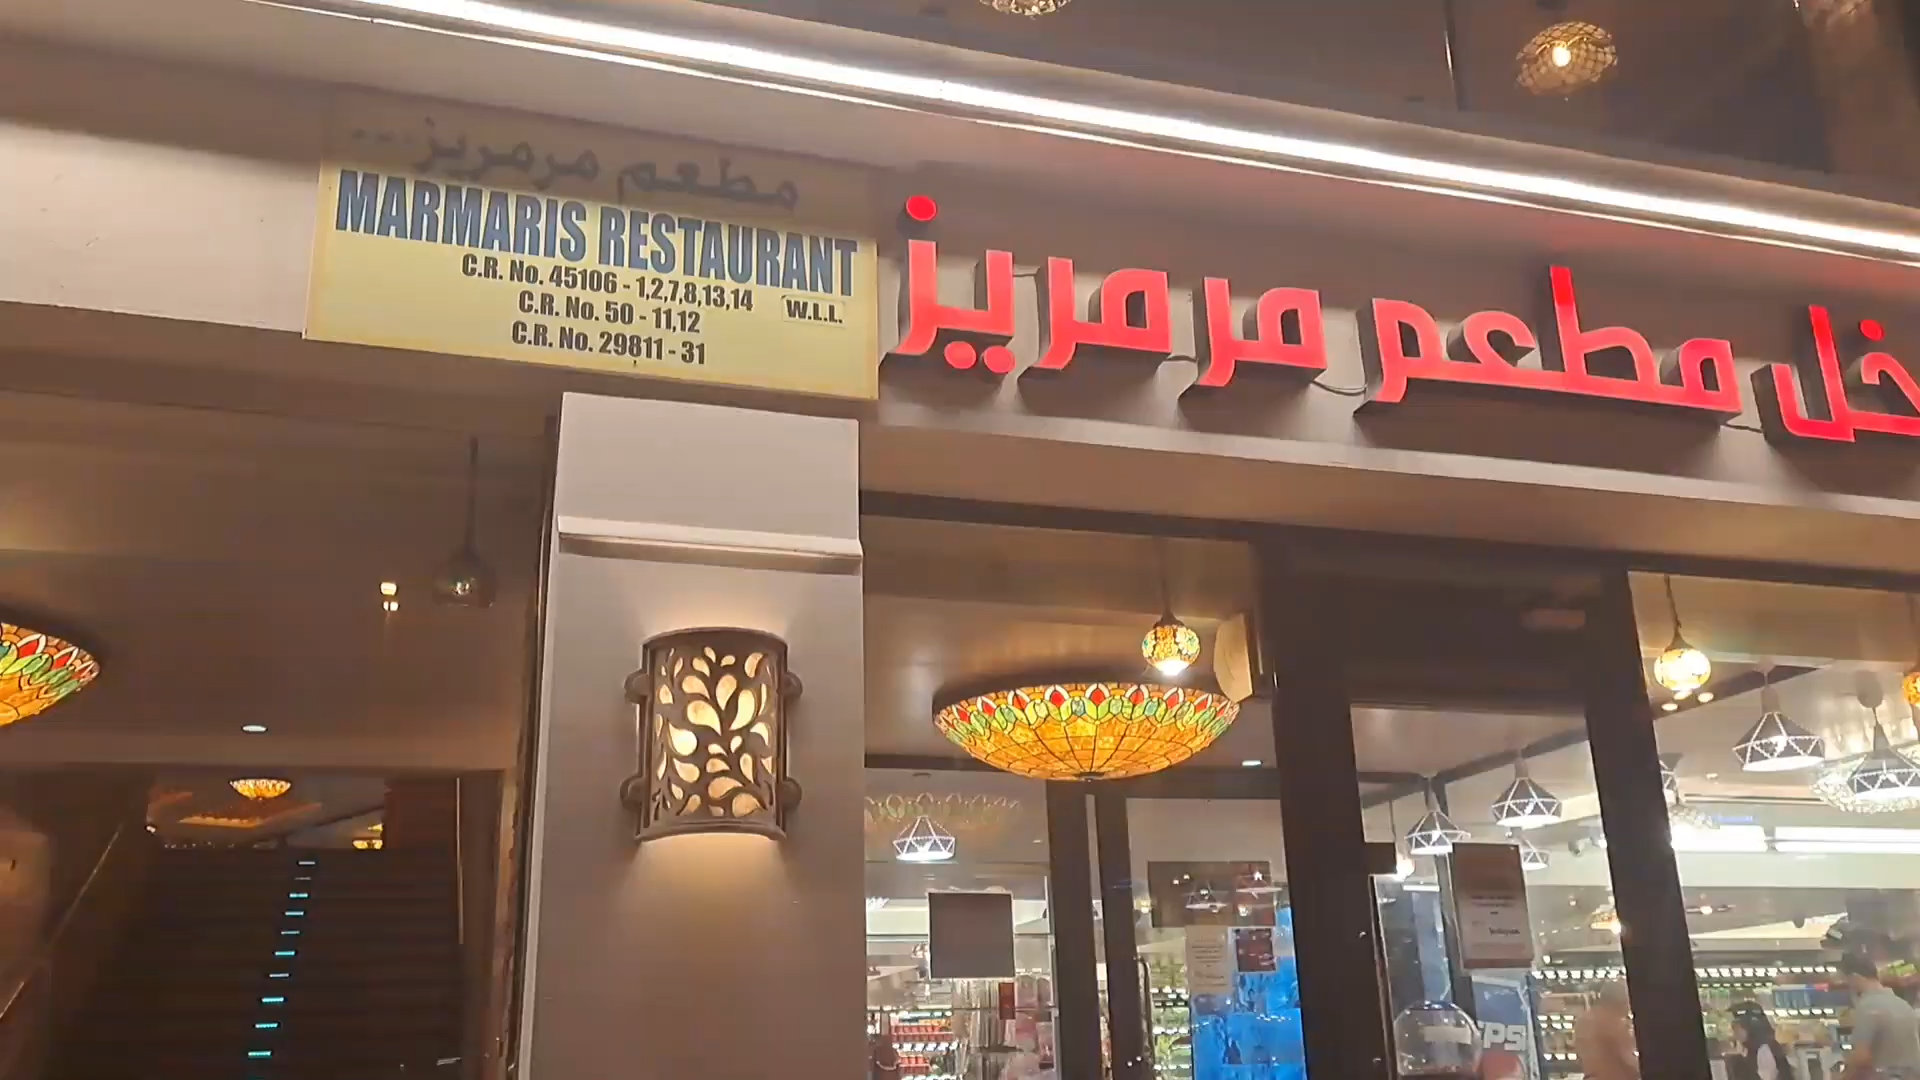 مطعم مرمريز...
MARMARIS RESTAURANT
C.R. No. 45106 - 1,2,7,8,13,14
W.L.L.
C.R. No. 50 - 11,12
C.R. No. 29811 - 31
مطعم مرمريز